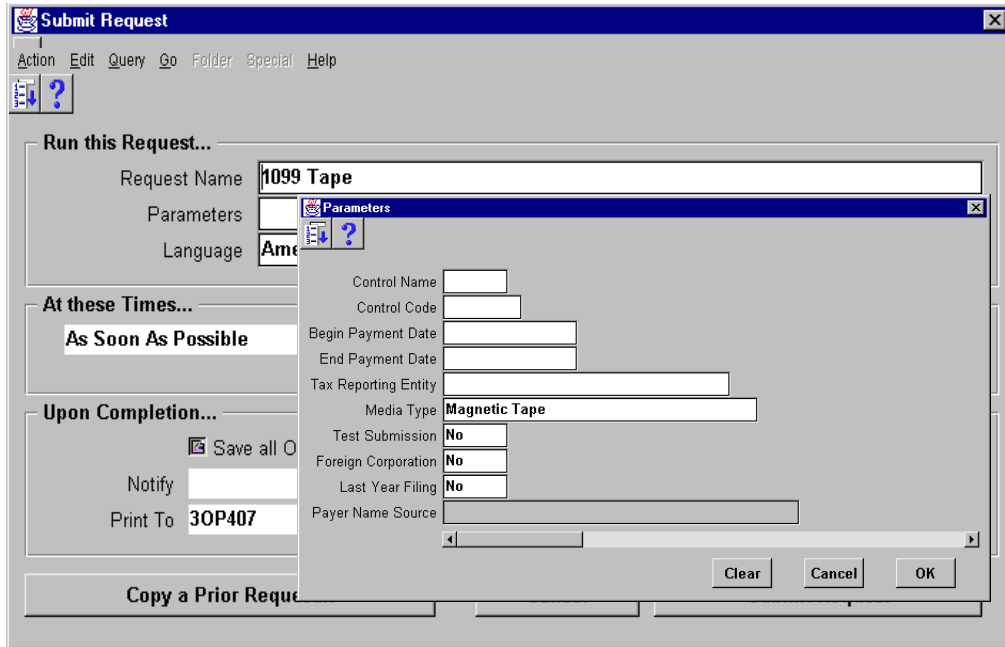 Submit Request
Action Edit Query Go Folder Special Help
Run this Request...
Request Name 1099 Tape
Parameters
Language Ame
At these Times...
As Soon As Possible
Upon Completion...
Save all O
Notify
Print To 3OP407
Copy a Prior
Parameters
Control Name
Control Code
Begin Payment Date
End Payment Date
Tax Reporting Entity
Media Type Magnetic Tape
Test Submission No
Foreign Corporation No
Last Year Filing No
Payer Name Source
Clear Cancel OK